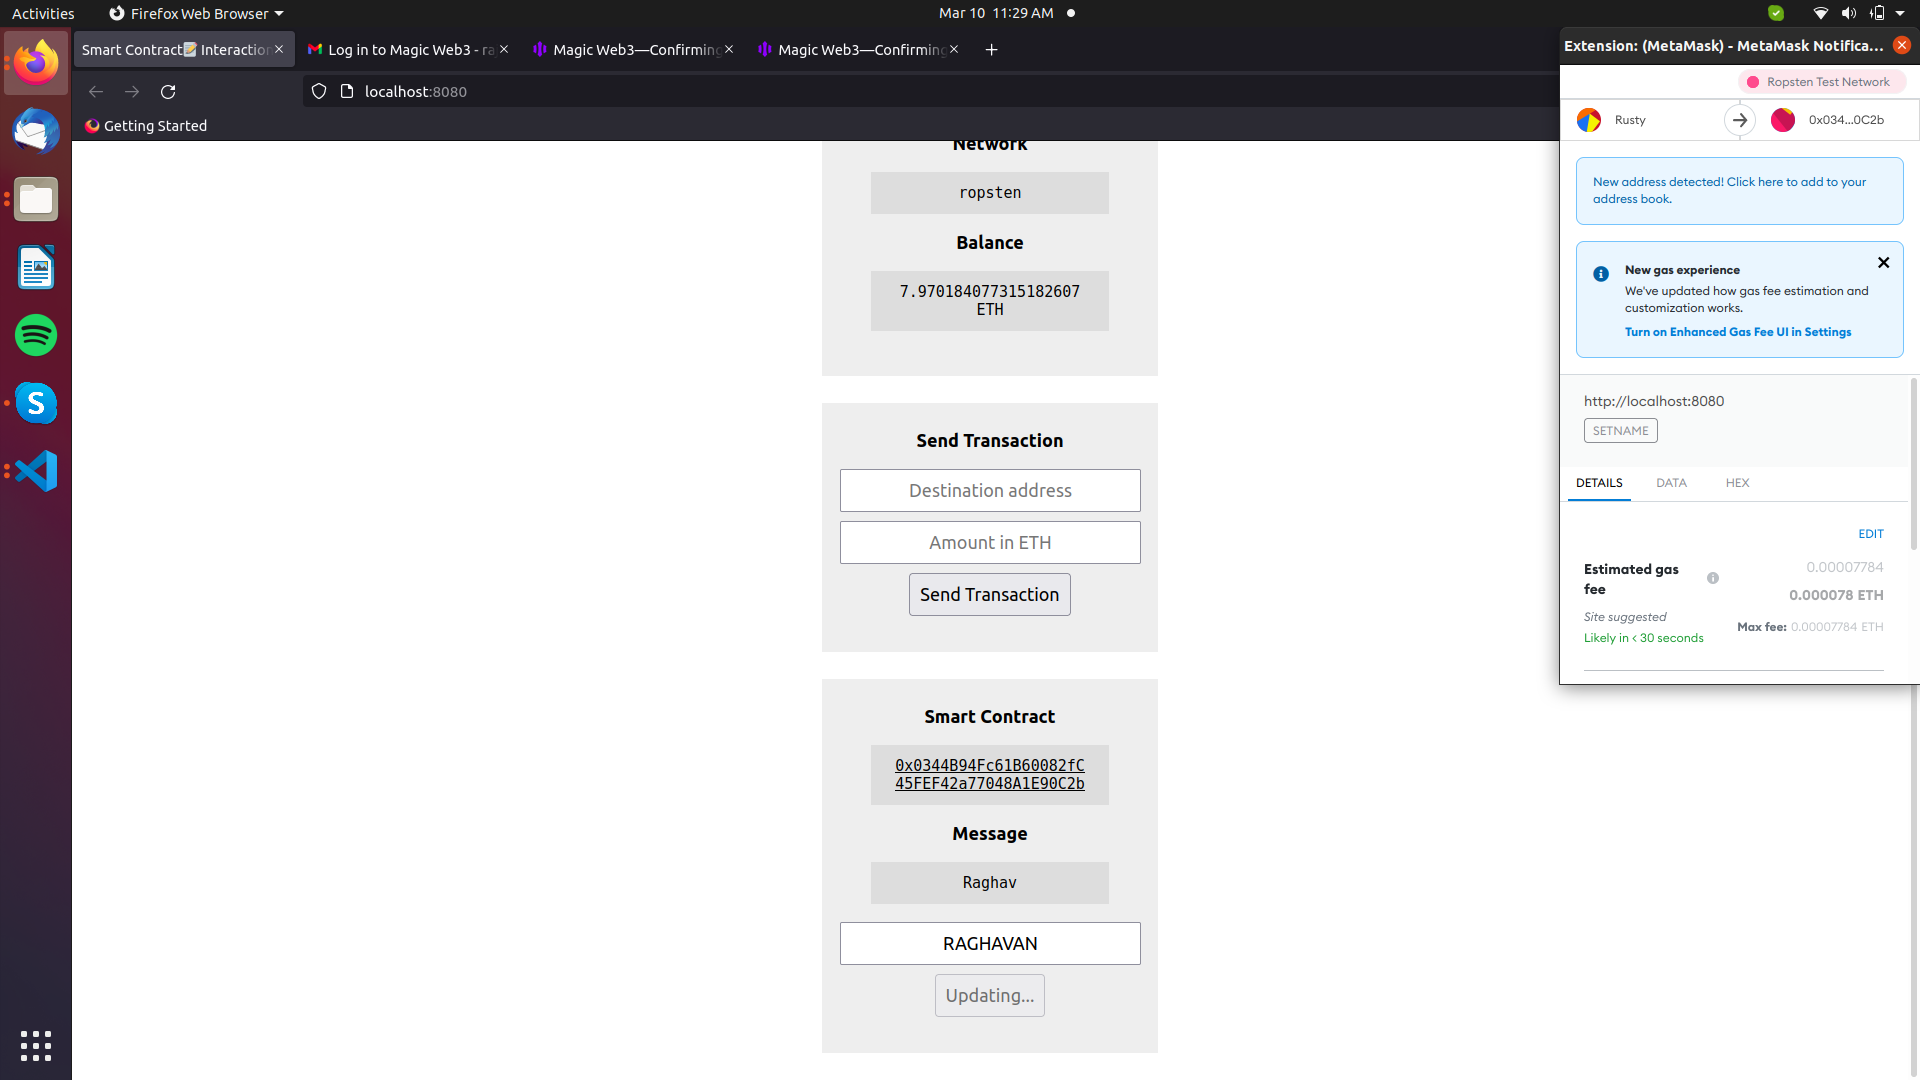 Activities
Firefox Web Browser
Mar 10 11:29 AM
Smart Contract📝 Interaction
Log in to Magic Web3 - ra
Magic Web3—Confirming
Magic Web3—Confirming
localhost:8080
Getting Started
Network
ropsten
Balance
7.970184077315182607
ETH
Send Transaction
Destination address
Amount in ETH
Send Transaction
Smart Contract
0x0344B94Fc61B60082fC
45FEF42a77048A1E90C2b
Message
Raghav
RAGHAVAN
Updating...
Extension: (MetaMask) - MetaMask Notifica...
Ropsten Test Network
Rusty
0x034...0C2b
New address detected! Click here to add to your
address book.
New gas experience
We've updated how gas fee estimation and
customization works.
Turn on Enhanced Gas Fee UI in Settings
http://localhost:8080
SETNAME
DETAILS
DATA
HEX
EDIT
Estimated gas
fee
0.00007784
0.000078 ETH
Site suggested
Likely in < 30 seconds
Max fee: 0.00007784 ETH